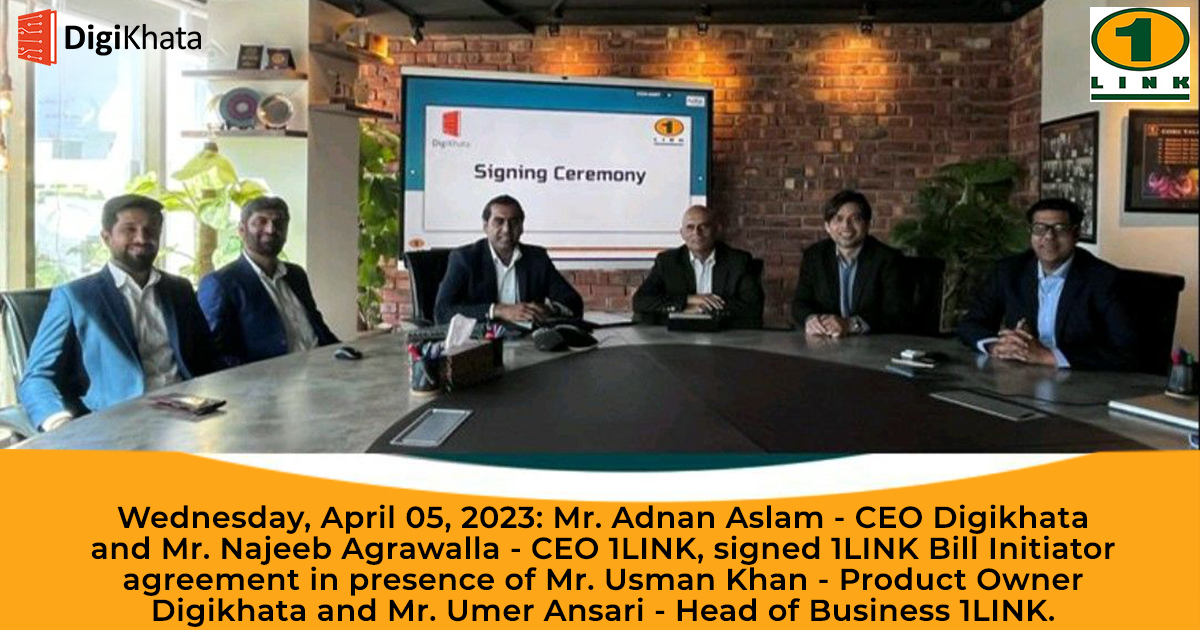 DigiKhata
1
LINK
DigiKhata
1
LINK
Signing Ceremony
Wednesday, April 05, 2023: Mr. Adnan Aslam - CEO Digikhata
and Mr. Najeeb Agrawalla - CEO 1LINK, signed 1LINK Bill Initiator
agreement in presence of Mr. Usman Khan - Product Owner
Digikhata and Mr. Umer Ansari - Head of Business 1LINK.